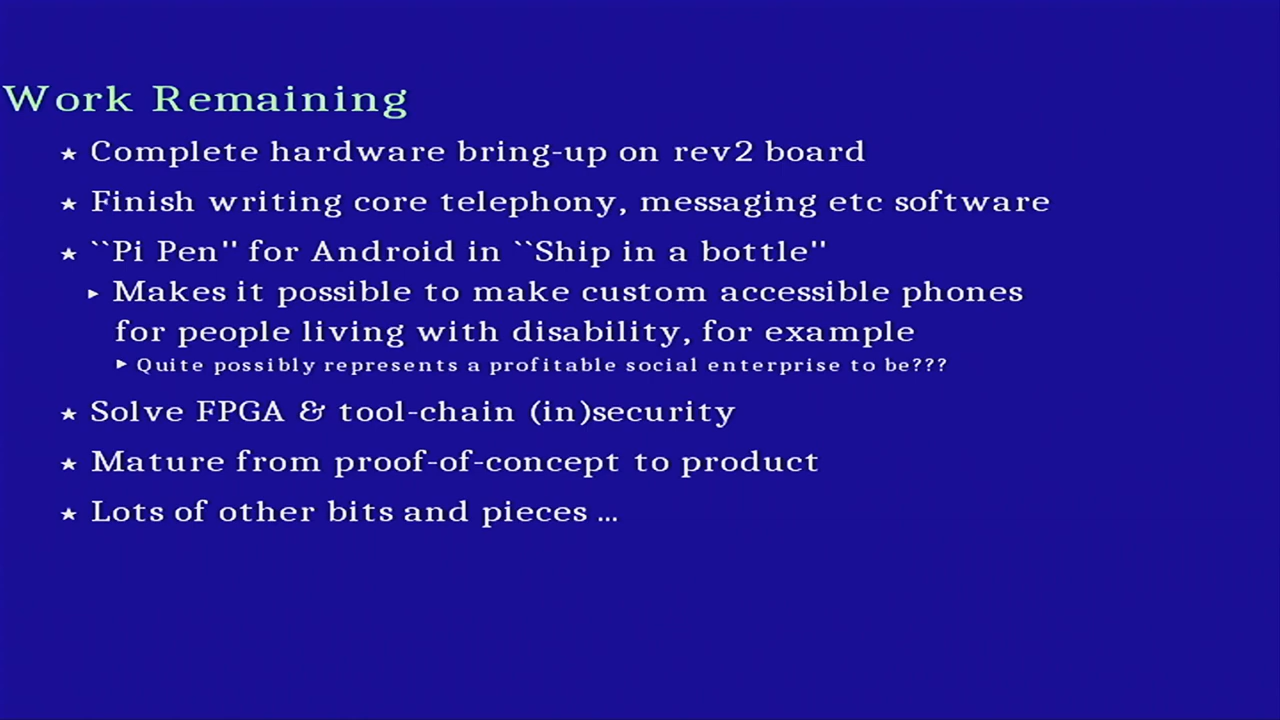 Work Remaining
★ Complete hardware bring-up on rev2 board
★ Finish writing core telephony, messaging etc software
★ ``Pi Pen'' for Android in ``Ship in a bottle''
▸ Makes it possible to make custom accessible phones
for people living with disability, for example
▸ Quite possibly represents a profitable social enterprise to be???
★ Solve FPGA & tool-chain (in)security
★ Mature from proof-of-concept to product
★ Lots of other bits and pieces ...